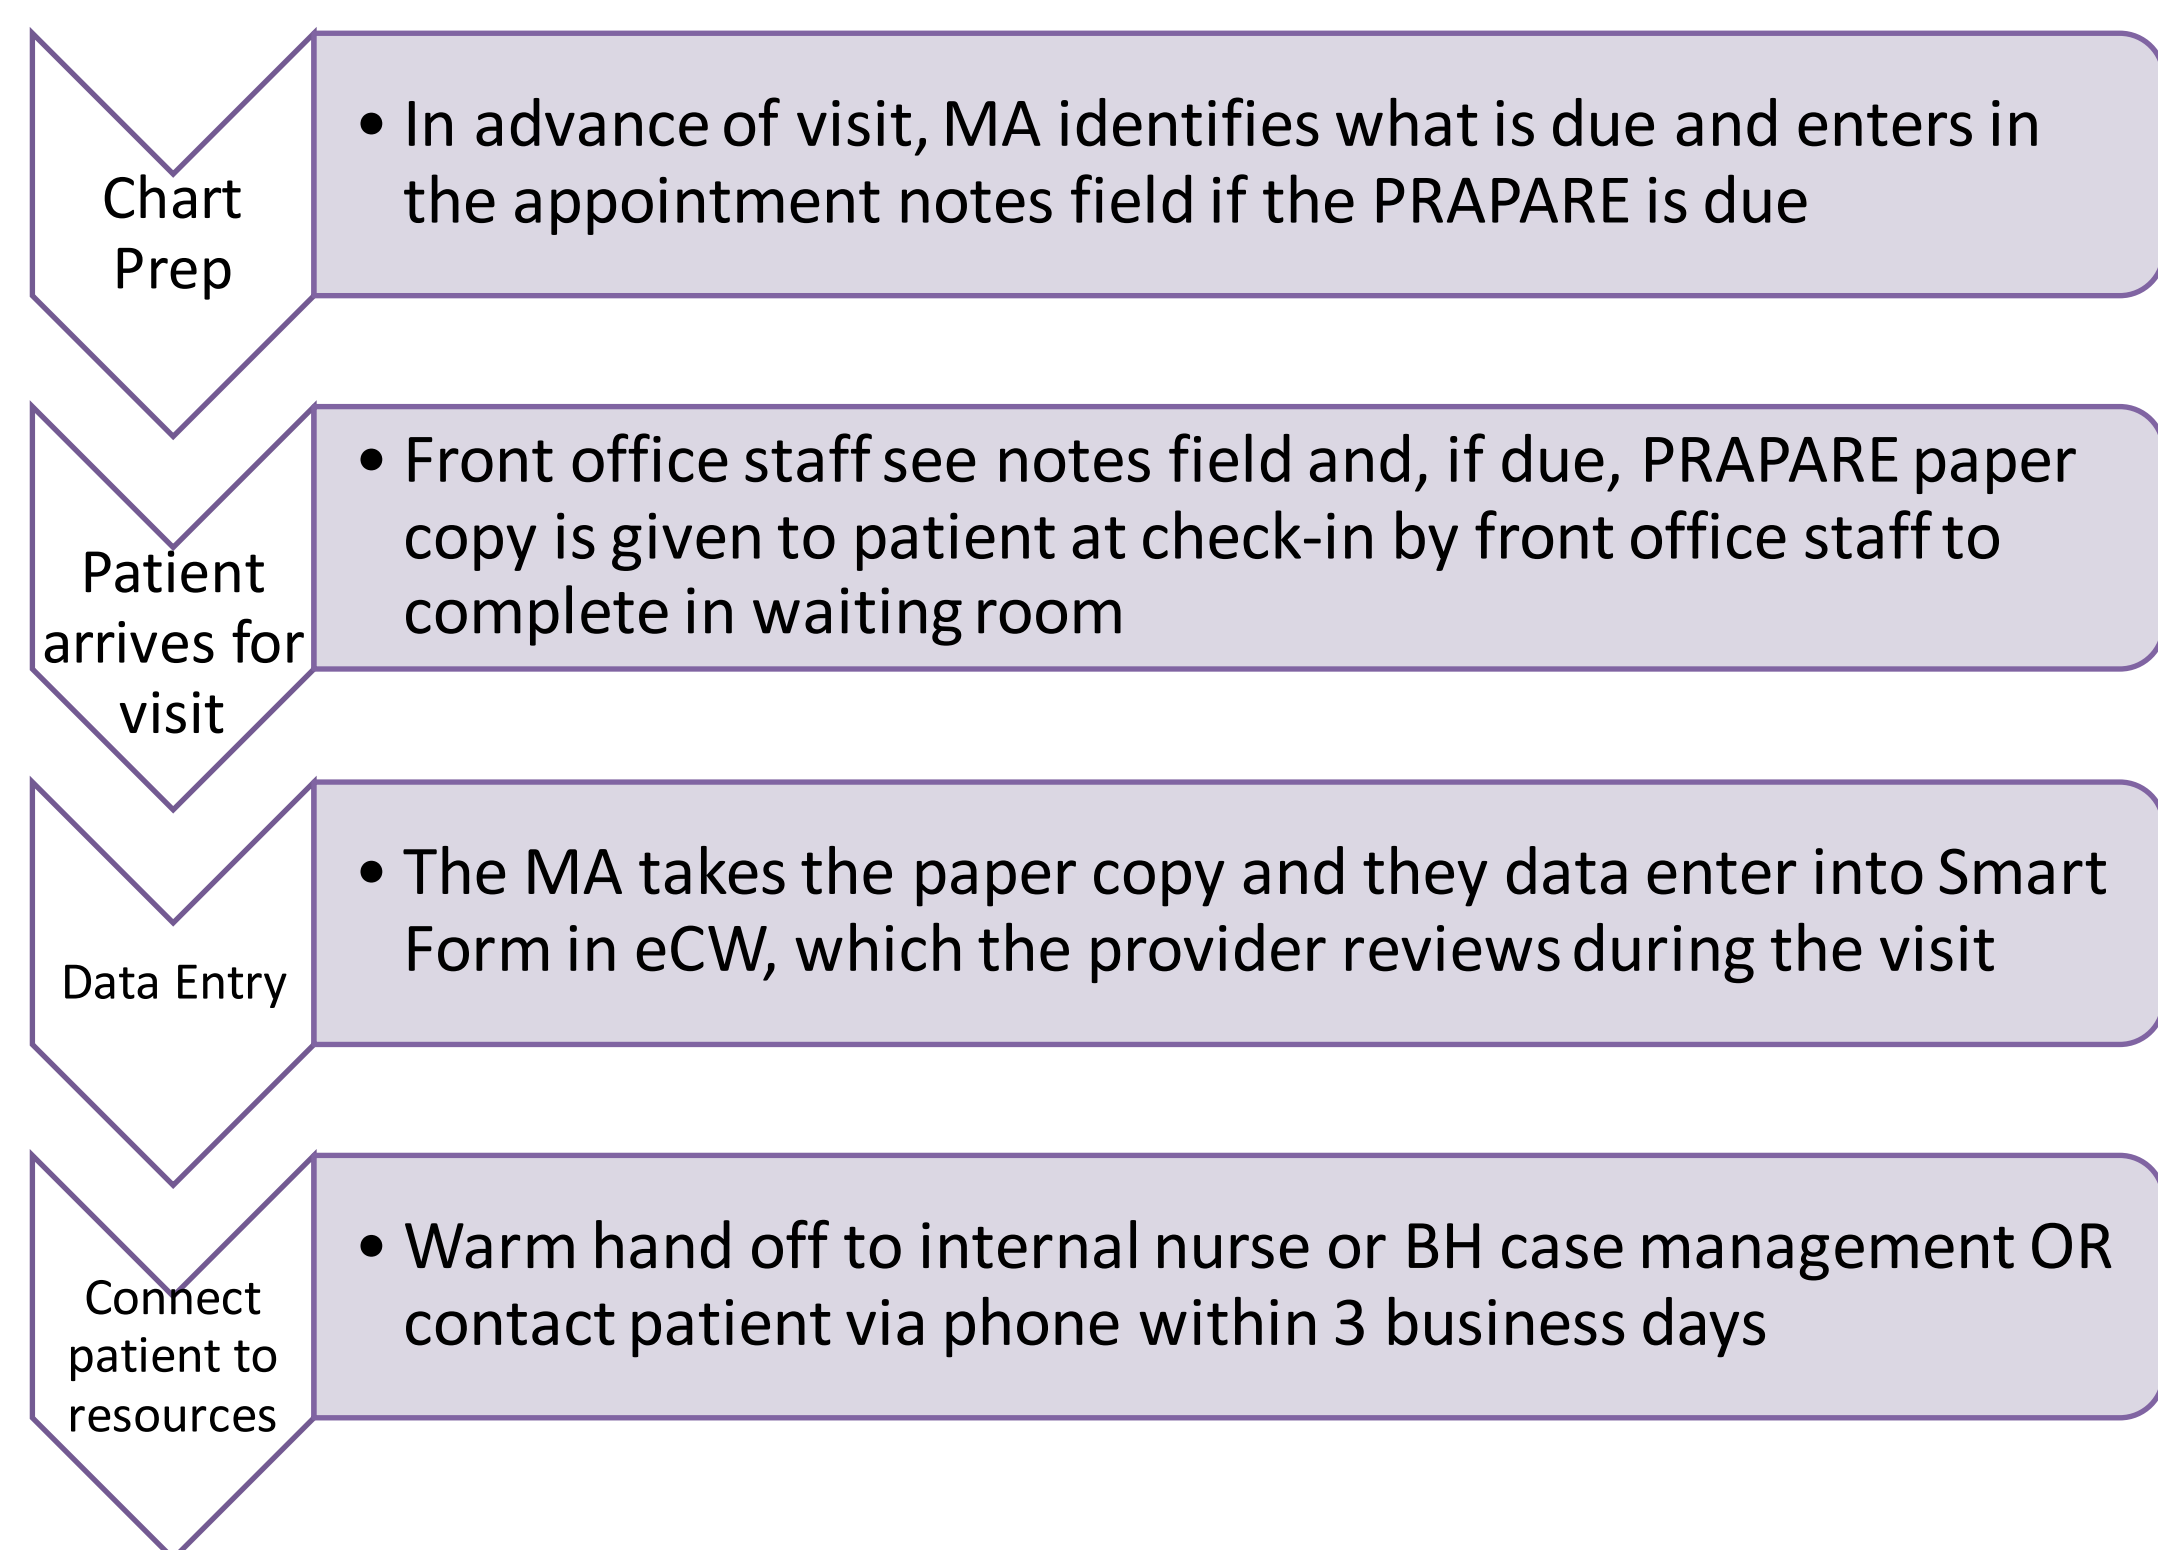 Chart
Prep
• In advance of visit, MA identifies what is due and enters in
the appointment notes field if the PRAPARE is due
Patient
arrives for
visit
• Front office staff see notes field and, if due, PRAPARE paper
copy is given to patient at check-in by front office staff to
complete in waiting room
Data Entry
• The MA takes the paper copy and they data enter into Smart
Form in eCW, which the provider reviews during the visit
Connect
patient to
resources
• Warm hand off to internal nurse or BH case management OR
contact patient via phone within 3 business days